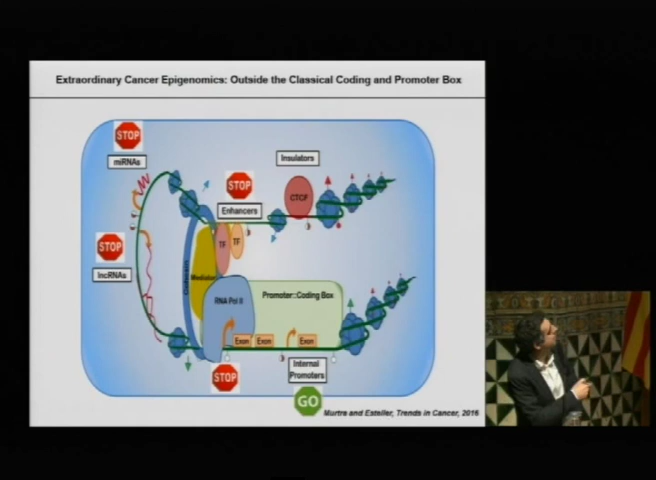 Extraordinary Cancer Epigenomics: Outside the Classical Coding and Promoter Box
STOP
miRNAs
Insulators
STOP
CTCF
Enhancers
STOP
lncRNAs
TF
TF
Cohesin
Mediator
RNA Pol II
Promoter::Coding Box
Exon
Exon
Exon
STOP
Internal
Promoters
GO
Murtre and Esteller, Trends in Cancer, 2016